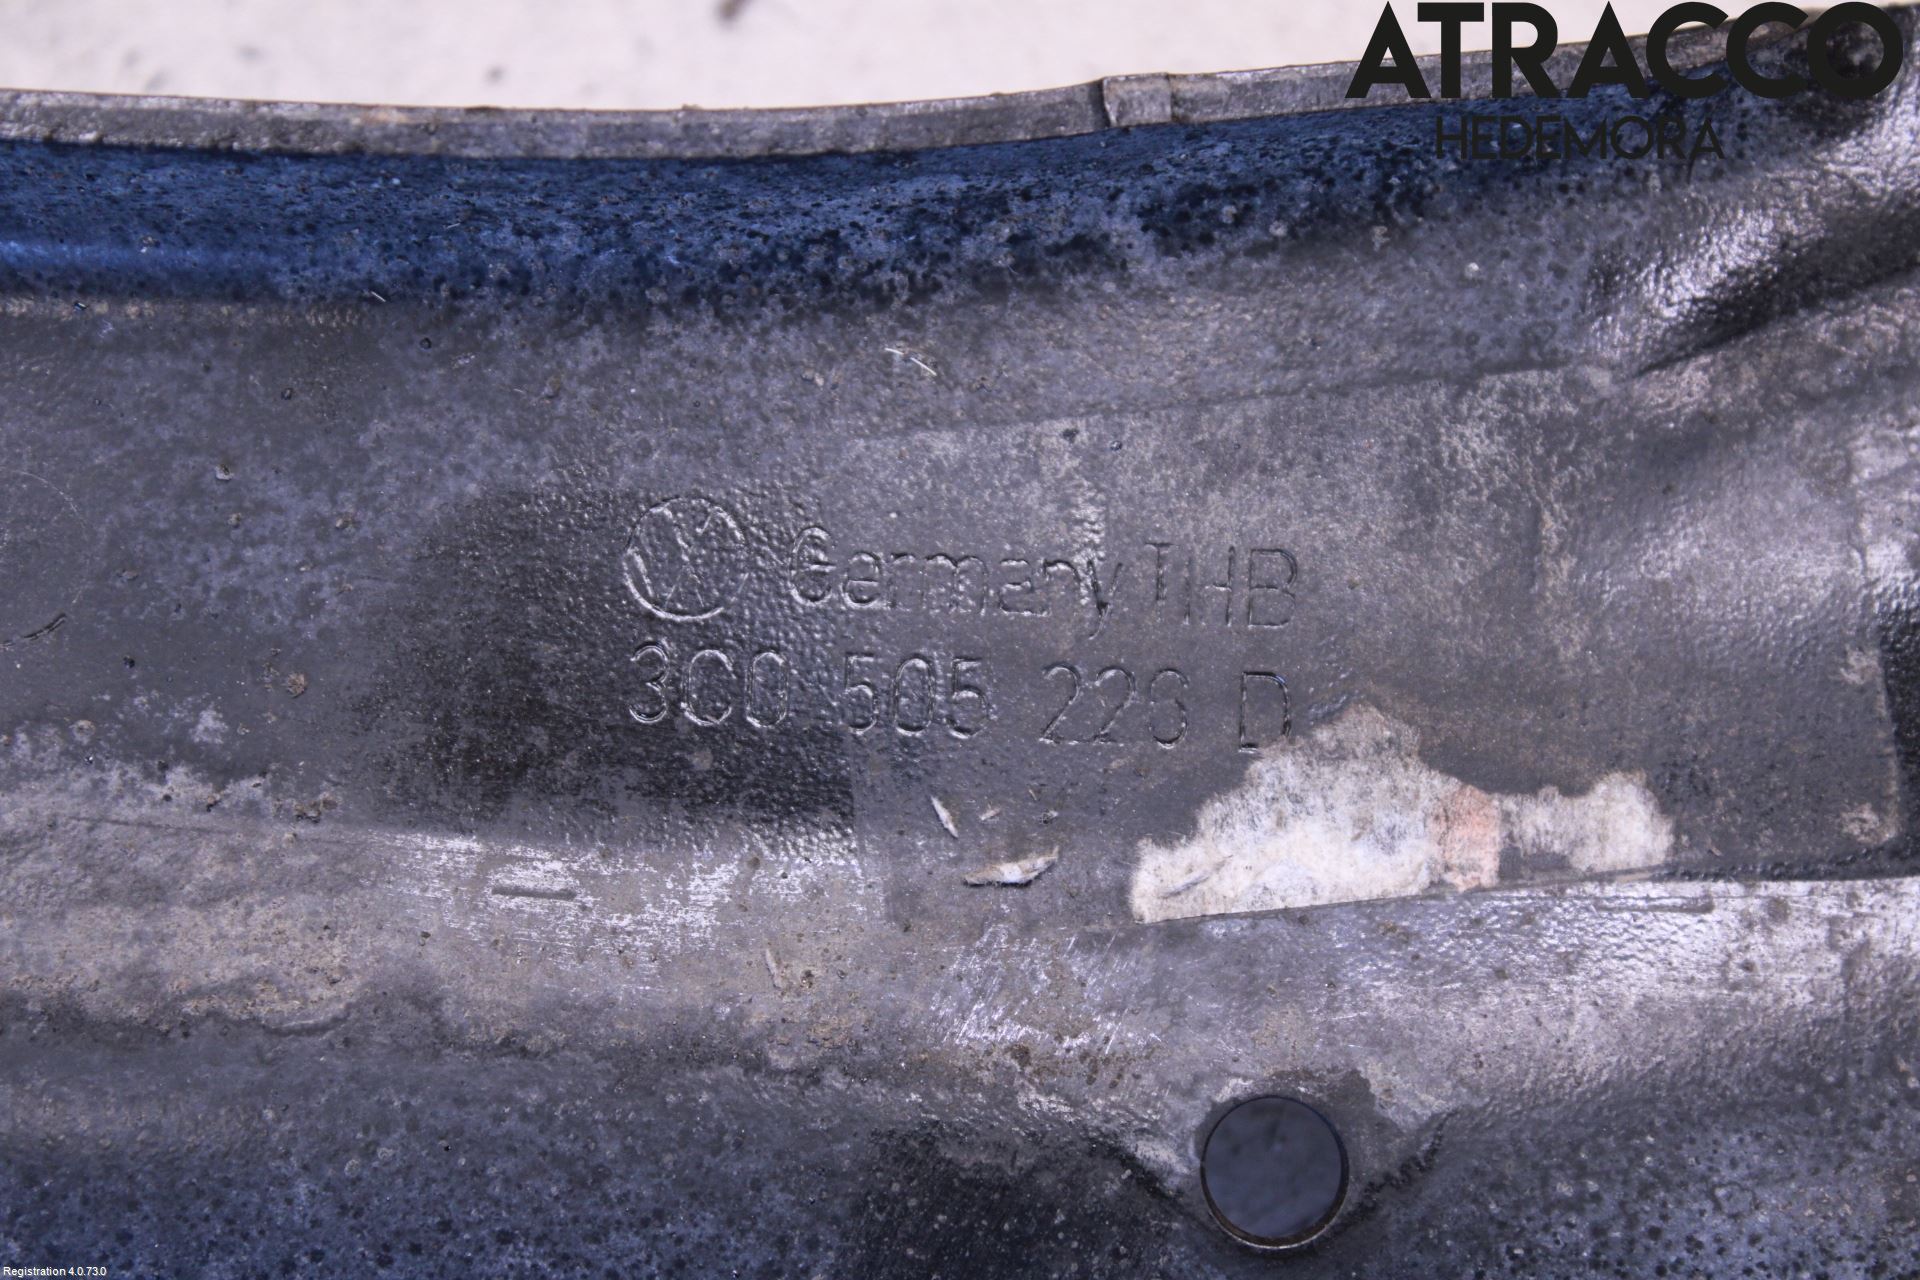 ATRACCO
HEDEMORA
Germany THB
3C0 505 226 D
Registration 4.0.73.0